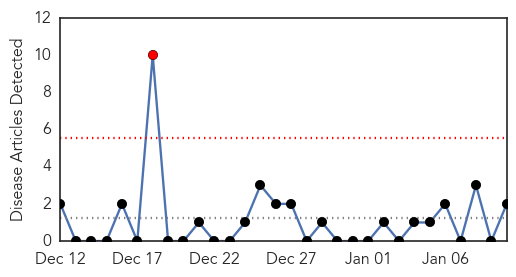 Disease Articles Detected
12
10
8
6
4
2
0
Dec 12
Dec 17
Dec 22
Dec 27
Jan 01
Jan 06